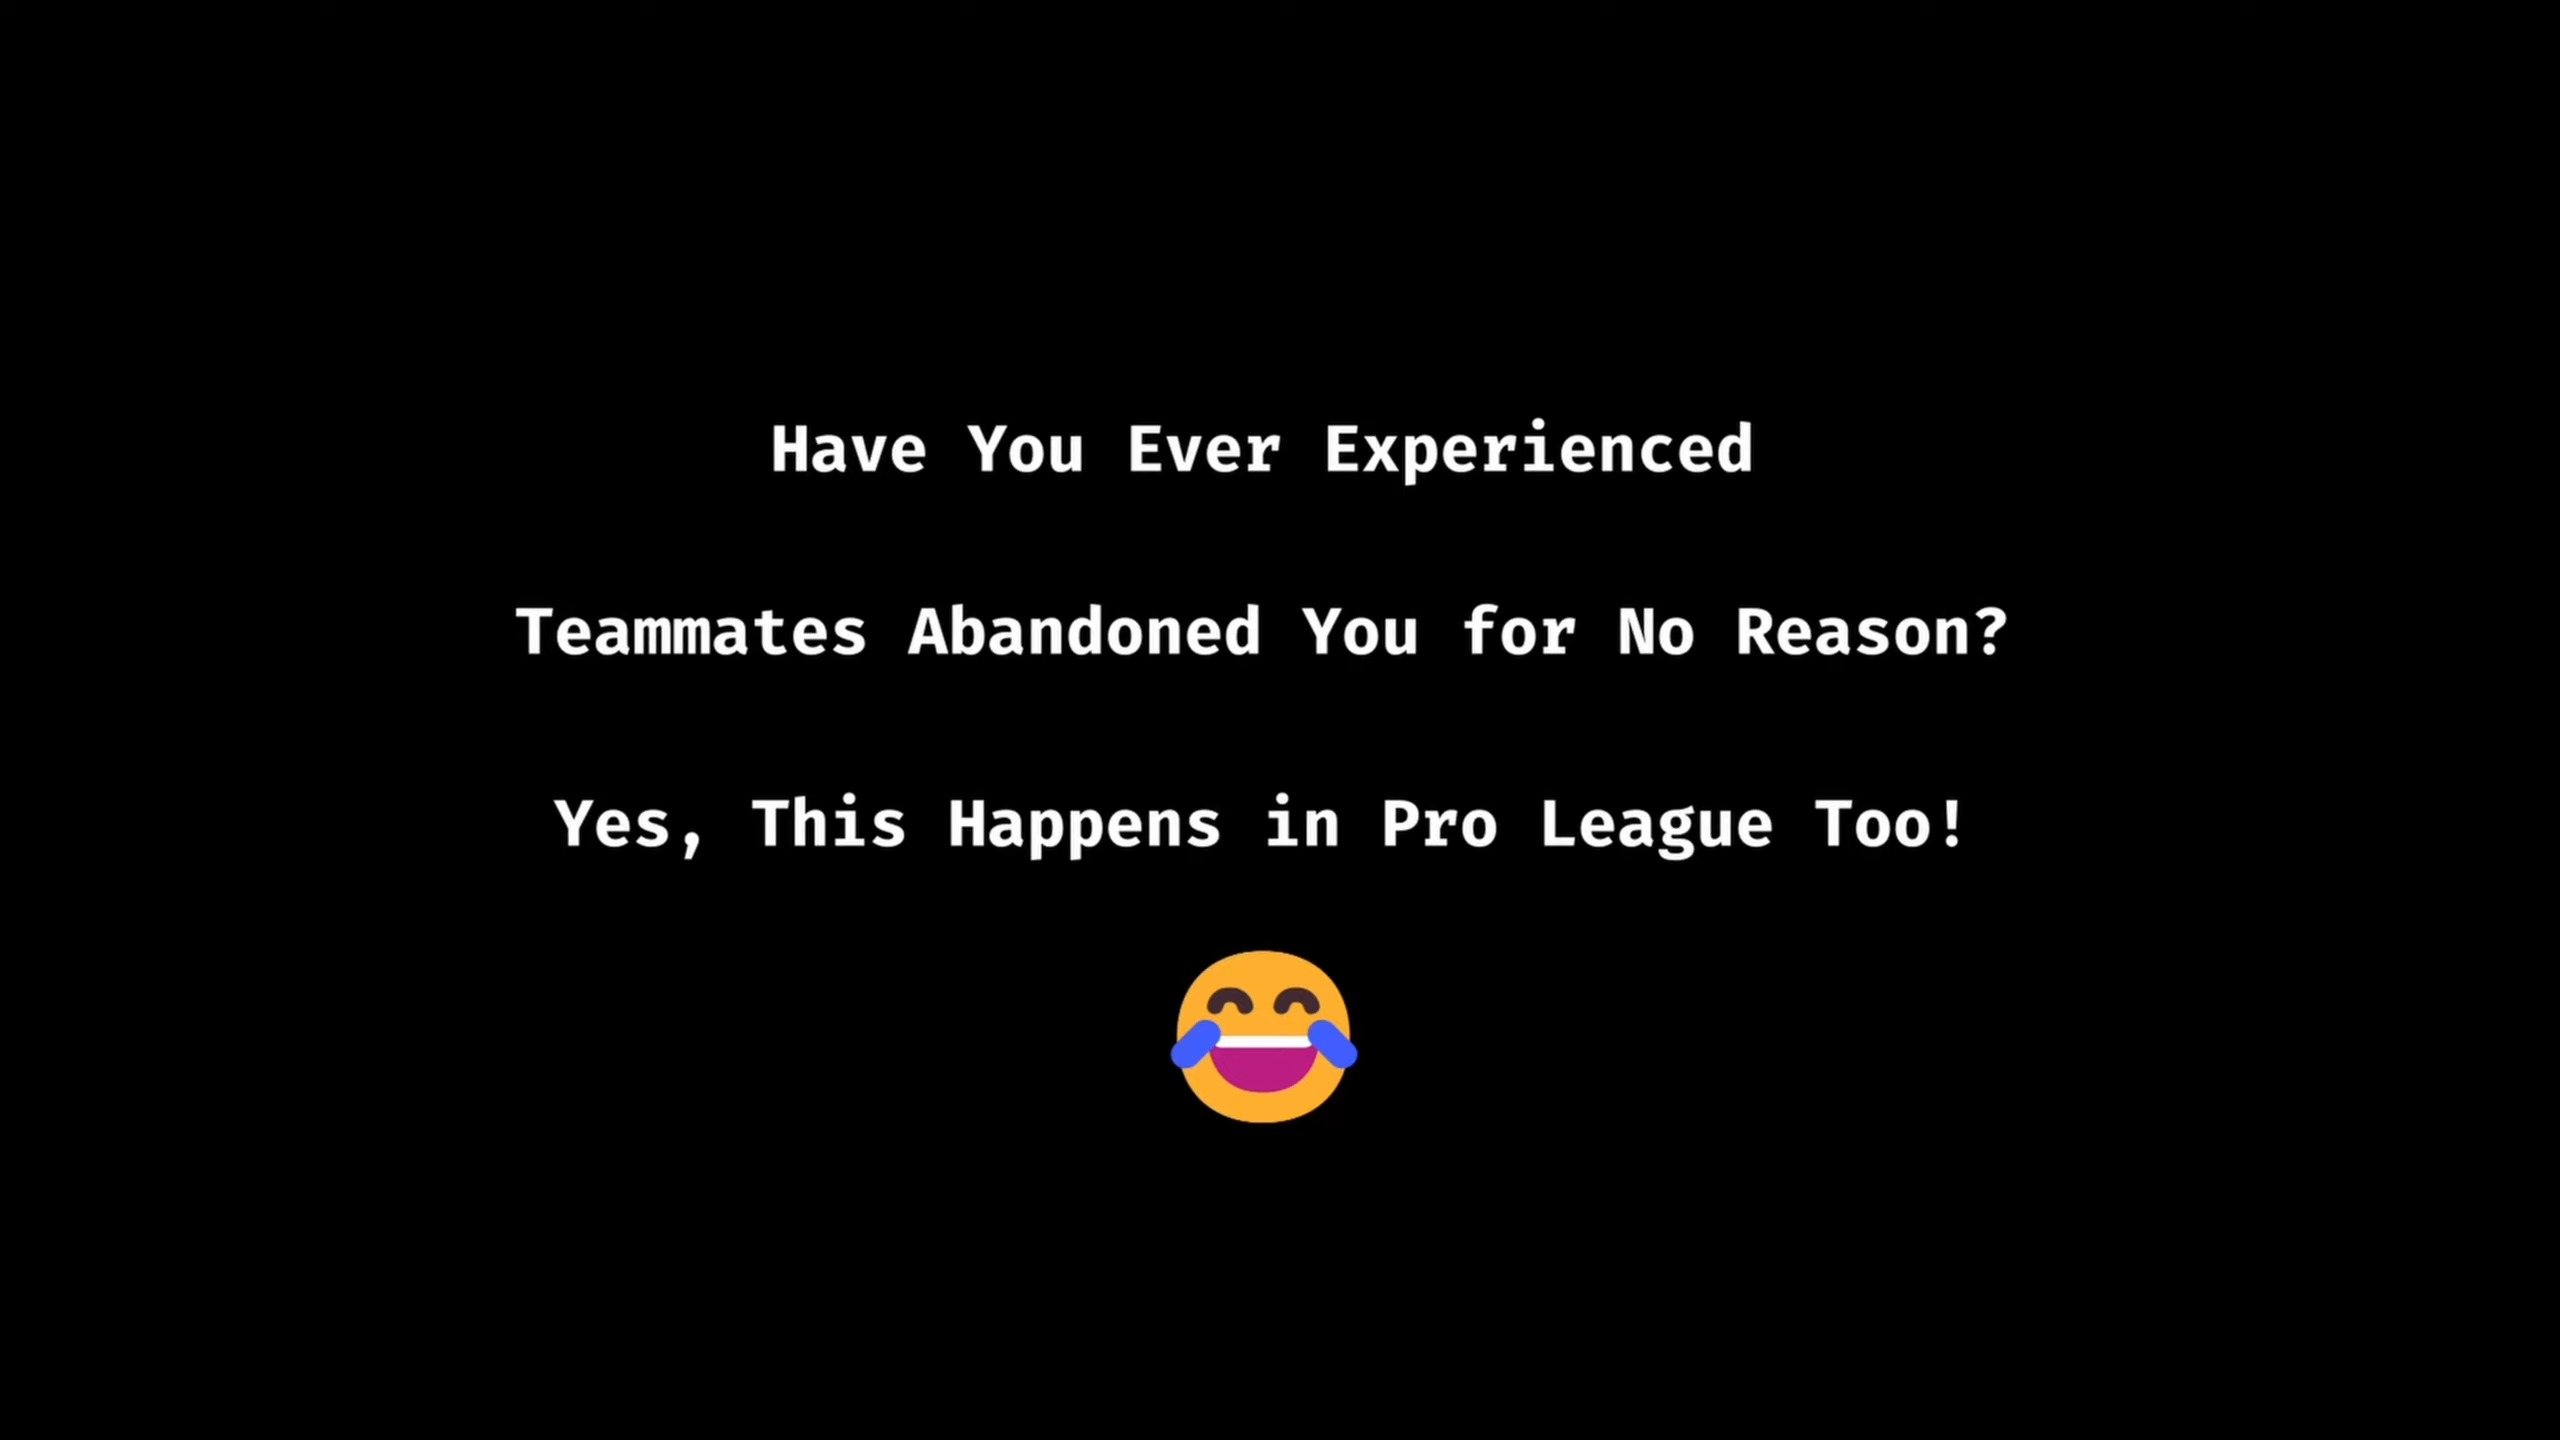 Have You Ever Experienced
Teammates Abandoned You for No Reason?
Yes, This Happens in Pro League Too!